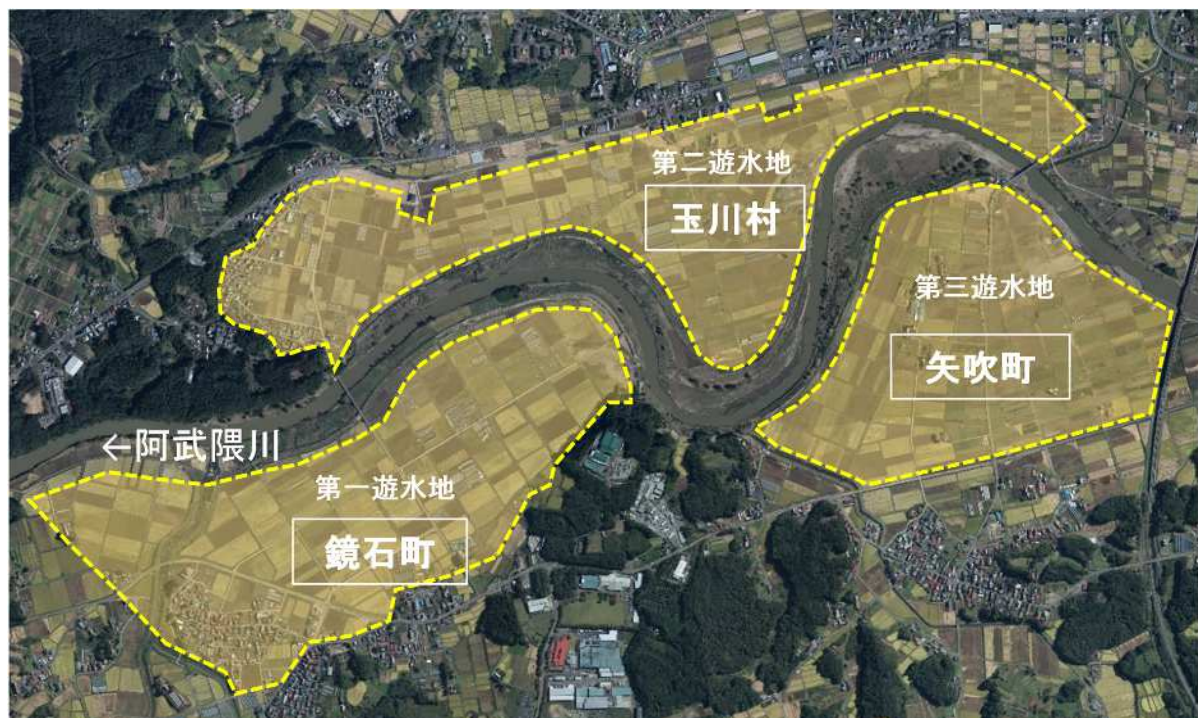 第二遊水地
玉川村
第三遊水地
矢吹町
←阿武隈川
第一遊水地
鏡石町